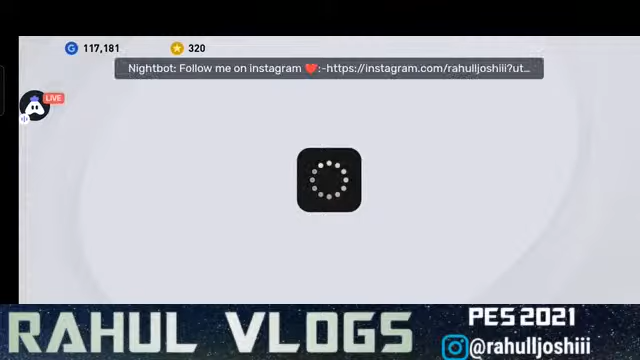 G 117,181 320
Nightbot: Follow me on instagram ❤️:-https://instagram.com/rahulljoshiii?ut...
LIVE
RAHUL VLOGS
PES 2021
@rahulljoshiii